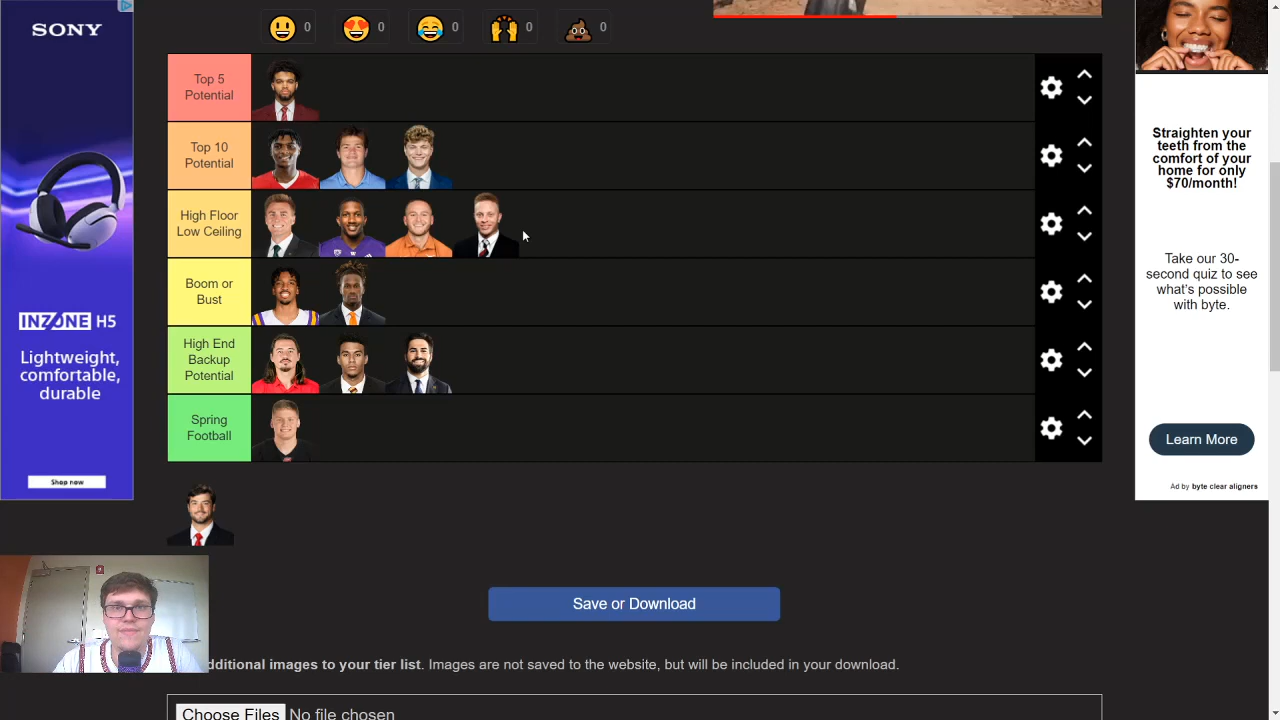 SONY
INZONE H5
Lightweight,
comfortable,
durable
Shop now
0
0
0
0
0
Top 5
Potential
Top 10
Potential
High Floor
Low Ceiling
Boom or
Bust
High End
Backup
Potential
Spring
Football
Save or Download
dditional images to your tier list. Images are not saved to the website, but will be included in your download.
Choose Files No file chosen
Straighten your
teeth from the
comfort of your
home for only
$70/month!
Take our 30-
second quiz to see
what's possible
with byte.
Learn More
Ad by byte clear aligners